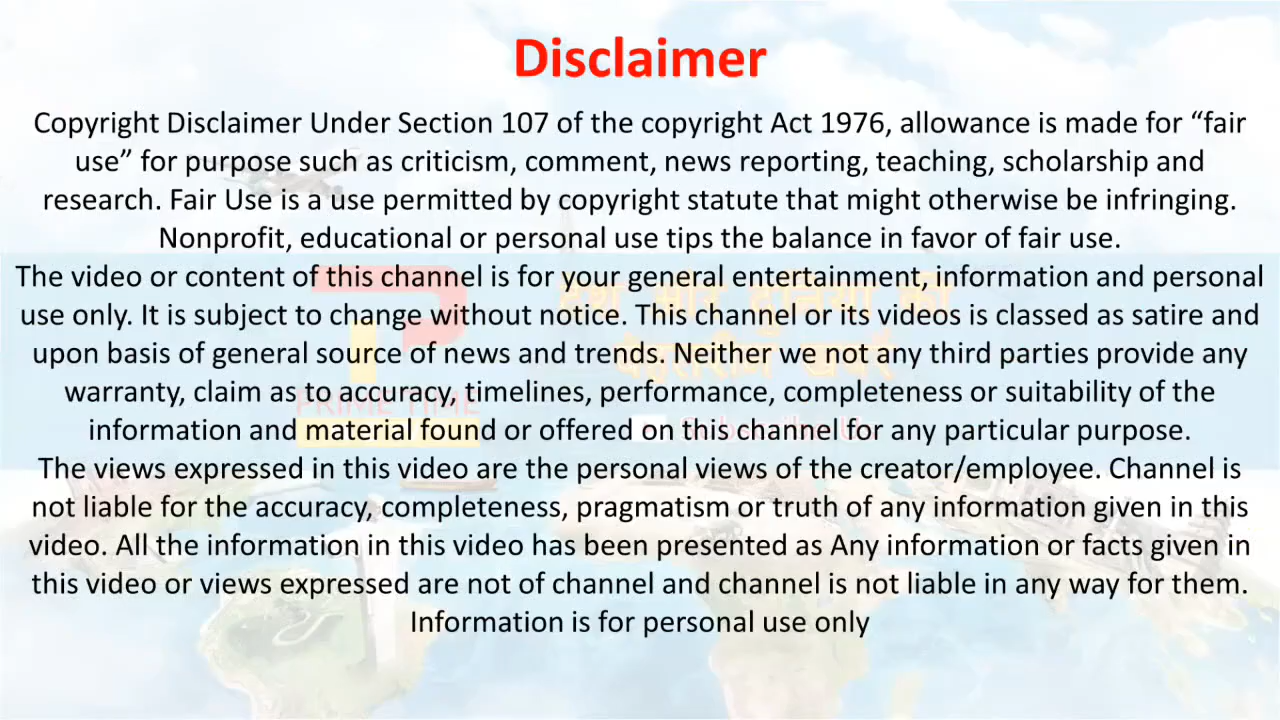 Disclaimer
Copyright Disclaimer Under Section 107 of the copyright Act 1976, allowance is made for “fair
use” for purpose such as criticism, comment, news reporting, teaching, scholarship and
research. Fair Use is a use permitted by copyright statute that might otherwise be infringing.
Nonprofit, educational or personal use tips the balance in favor of fair use.
The video or content of this channel is for your general entertainment, information and personal
use only. It is subject to change without notice. This channel or its videos is classed as satire and
upon basis of general source of news and trends. Neither we not any third parties provide any
warranty, claim as to accuracy, timelines, performance, completeness or suitability of the
information and material found or offered on this channel for any particular purpose.
The views expressed in this video are the personal views of the creator/employee. Channel is
not liable for the accuracy, completeness, pragmatism or truth of any information given in this
video. All the information in this video has been presented as Any information or facts given in
this video or views expressed are not of channel and channel is not liable in any way for them.
Information is for personal use only
देश और दुनिया की
बेहतरीन खबरें
PRIME TIME